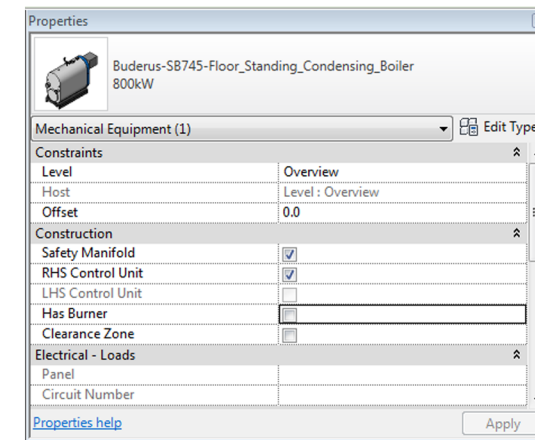 Properties
Buderus-SB745-Floor_Standing_Condensing_Boiler
800kW
Mechanical Equipment (1)
Edit Type
Constraints
Level Overview
Host Level : Overview
Offset 0.0
Construction
Safety Manifold
RHS Control Unit
LHS Control Unit
Has Burner
Clearance Zone
Electrical - Loads
Panel
Circuit Number
Properties help
Apply